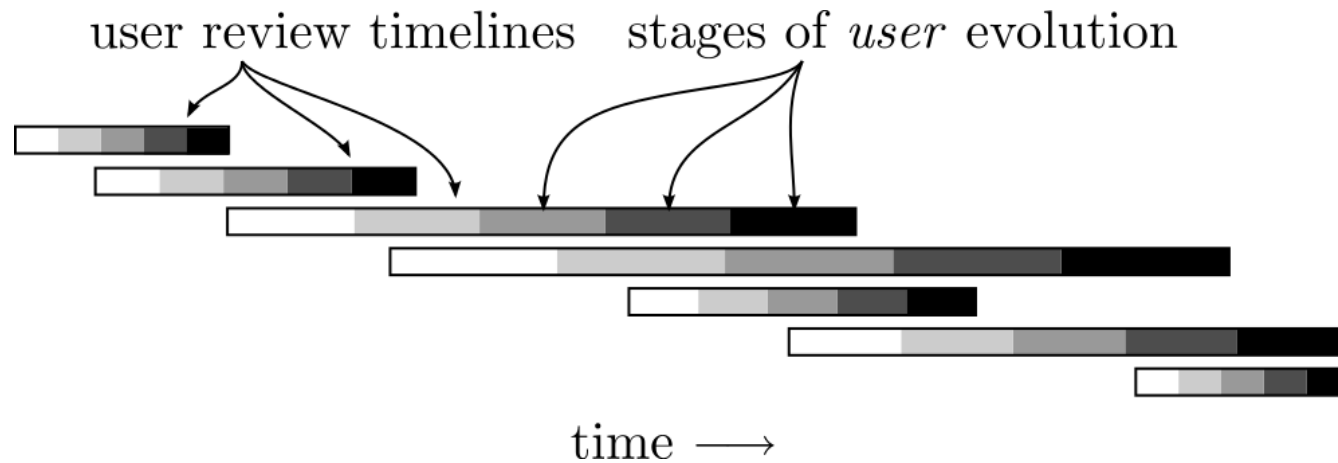 user review timelines
stages of user evolution
time